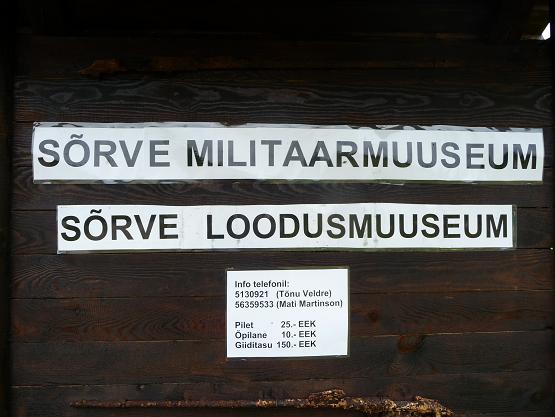 SÕRVE MILITAARMUUSEUM
SÕRVE LOODUSMUUSEUM
Info telefonil:
5130921 (Tõnu Veldre)
56359533 (Mati Martinson)
Pilet 25.- EEK
Õpilane 10.- EEK
Giiditasu 150.- EEK